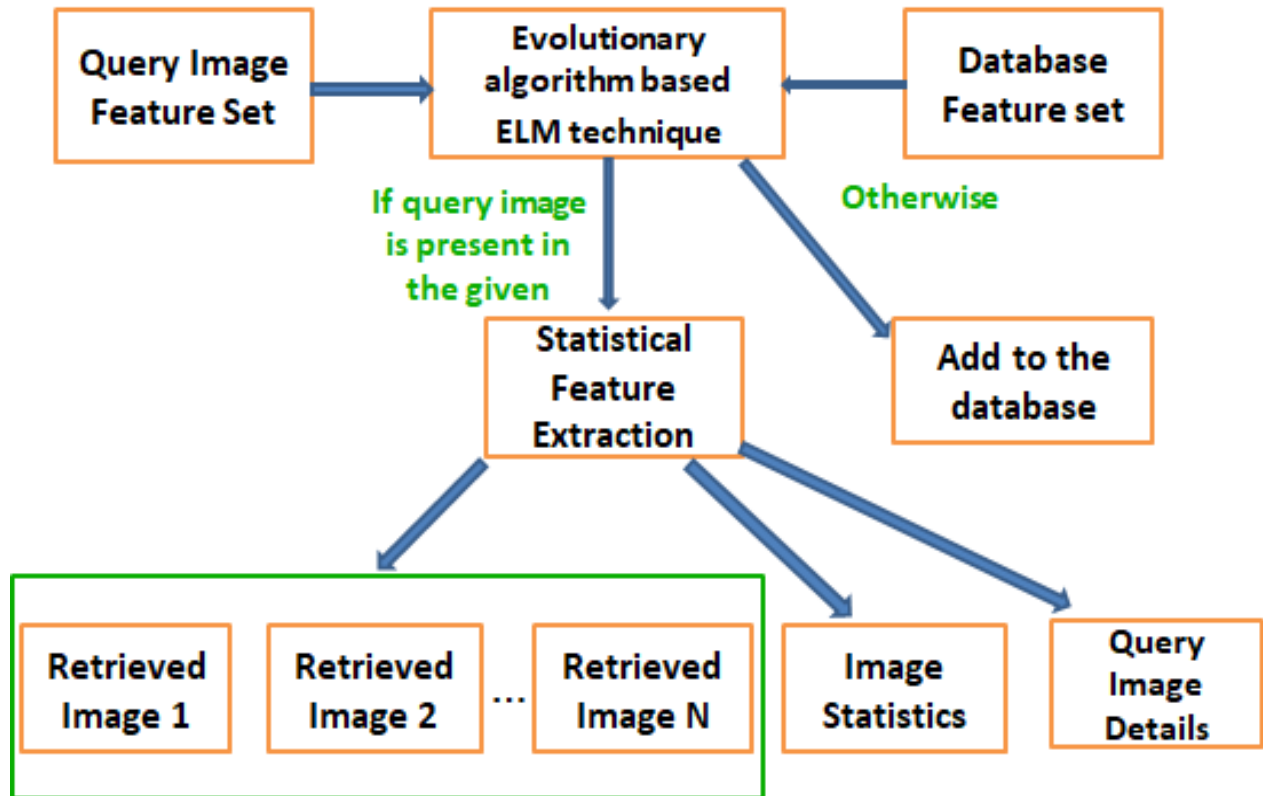 Query Image
Feature Set
Evolutionary
algorithm based
ELM technique
Database
Feature set
If query image
is present in
the given
Otherwise
Statistical
Feature
Extraction
Add to the
database
Retrieved
Image 1
Retrieved
Image 2
...
Retrieved
Image N
Image
Statistics
Query
Image
Details